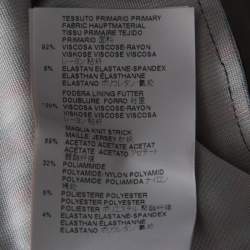 TESSUTO PRIMARIO PRIMARY
FABRIC HAUPTMATERIAL
TISSU PRIMAIRE TEJIDO
PRIMARIO
92% VISCOSA VISCOSE-RAYON
VISKOSE VISCOSE VISCOSA
8% ELASTAN ELASTANE-SPANDEX
ELASTHAN ELASTHANNE
ELASTANO
FODERA LINING FUTTER
DOUBLURE FORRO
100% VISCOSA VISCOSE-RAYON
VISKOSE VISCOSE VISCOSA
MAGLIA KNIT STRICK
MAILLE JERSEY
ACETATO ACETATE ACETAT
ACETATE ACETATO
32% POLIAMMIDE
POLYAMIDE-NYLON POLYAMID
POLYAMIDE POLIAMIDA
POLIESTERE POLYESTER
POLYESTER POLYESTER
POLIESTER
4% ELASTAN ELASTANE-SPANDEX
ELASTHAN ELASTHANNE
ELASTANO